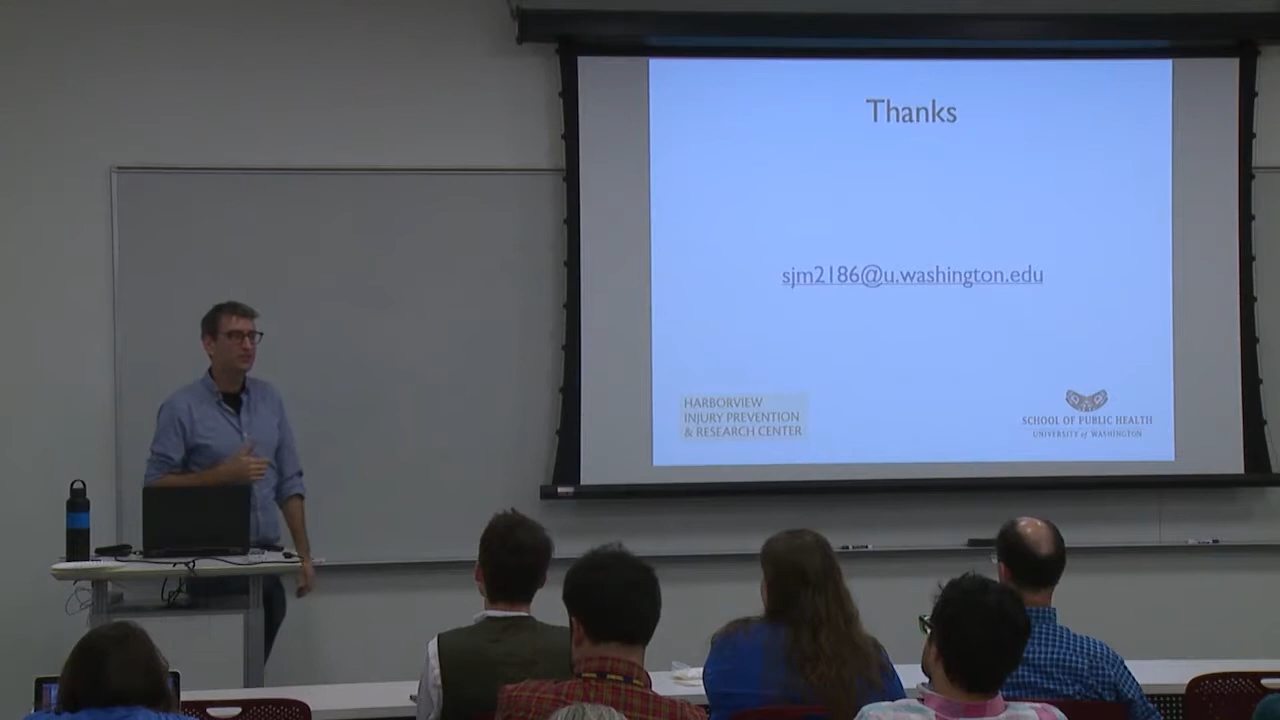 Thanks
sjm2186@u.washington.edu
HARBORVIEW
INJURY PREVENTION
& RESEARCH CENTER
SCHOOL OF PUBLIC HEALTH
UNIVERSITY of WASHINGTON